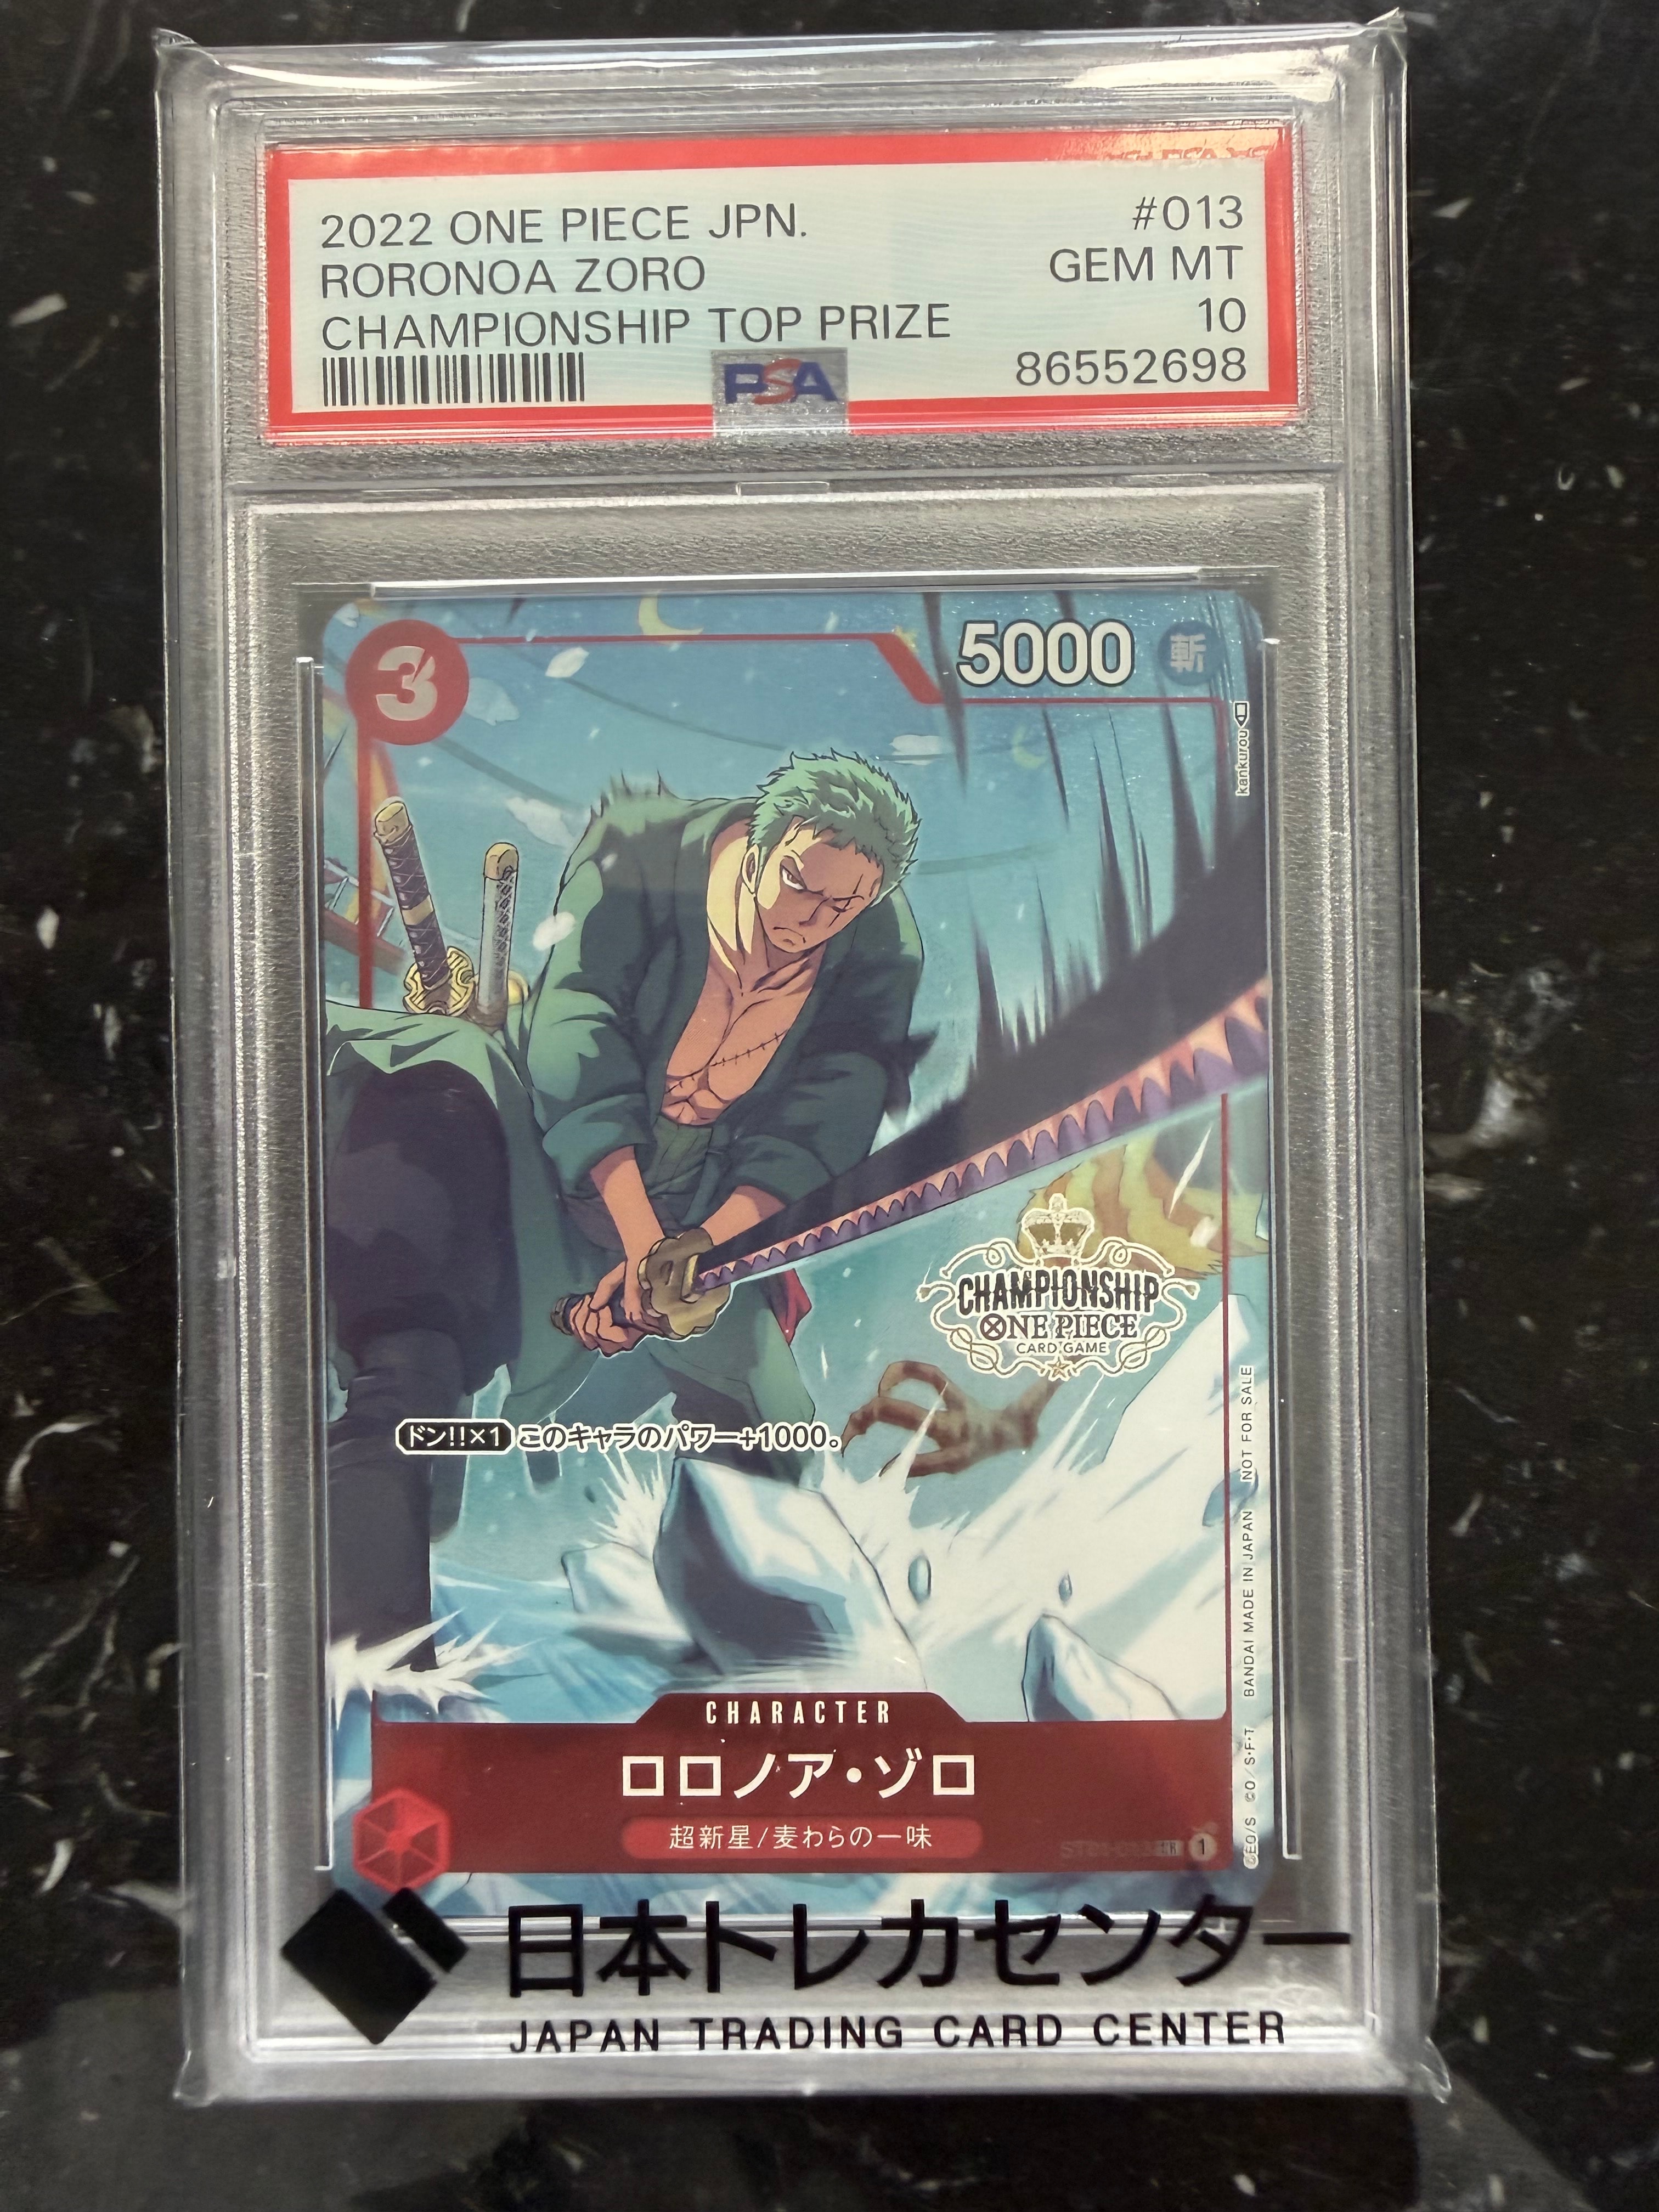 2022 ONE PIECE JPN. #013
RORONOA ZORO GEM MT
CHAMPIONSHIP TOP PRIZE 10
PSA 86552698
3 5000 斬
kankurou
CHAMPIONSHIP
ONE PIECE
CARD GAME
ドン!!×1 このキャラのパワー+1000。
CHARACTER
ロロノア・ゾロ
超新星/麦わらの一味
1
©EO/S ©O/S・F・T BANDAI MADE IN JAPAN NOT FOR SALE
日本トレカセンター
JAPAN TRADING CARD CENTER